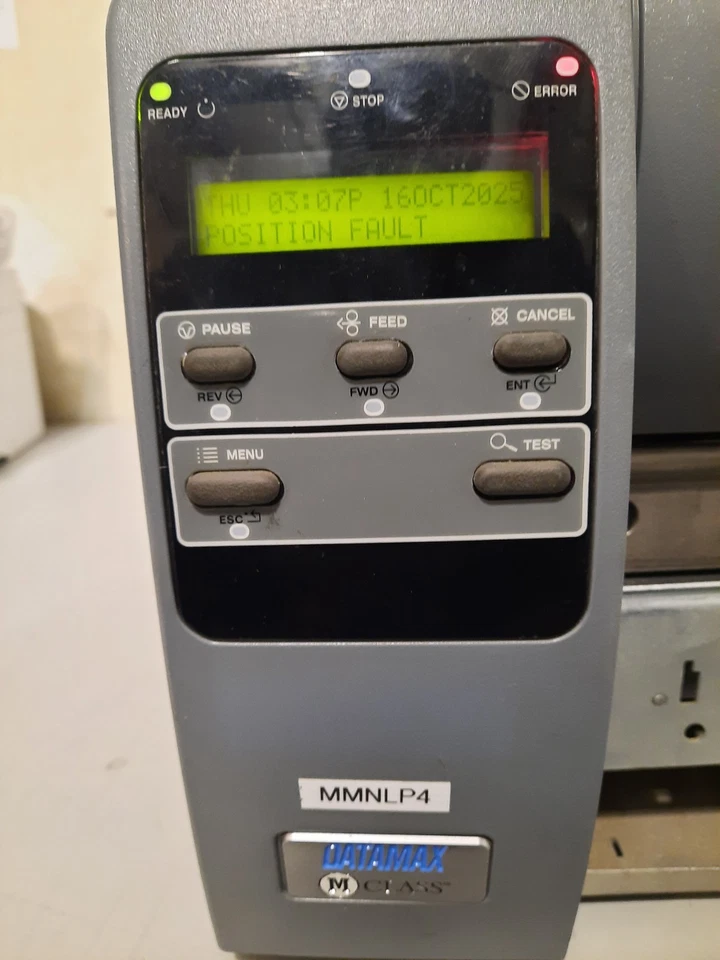 READY
STOP
ERROR
THU 03:07P 16OCT2025
POSITION FAULT
PAUSE
FEED
CANCEL
REV
FWD
ENT
MENU
TEST
ESC
MMNLP4
DATAMAX
M CLASS